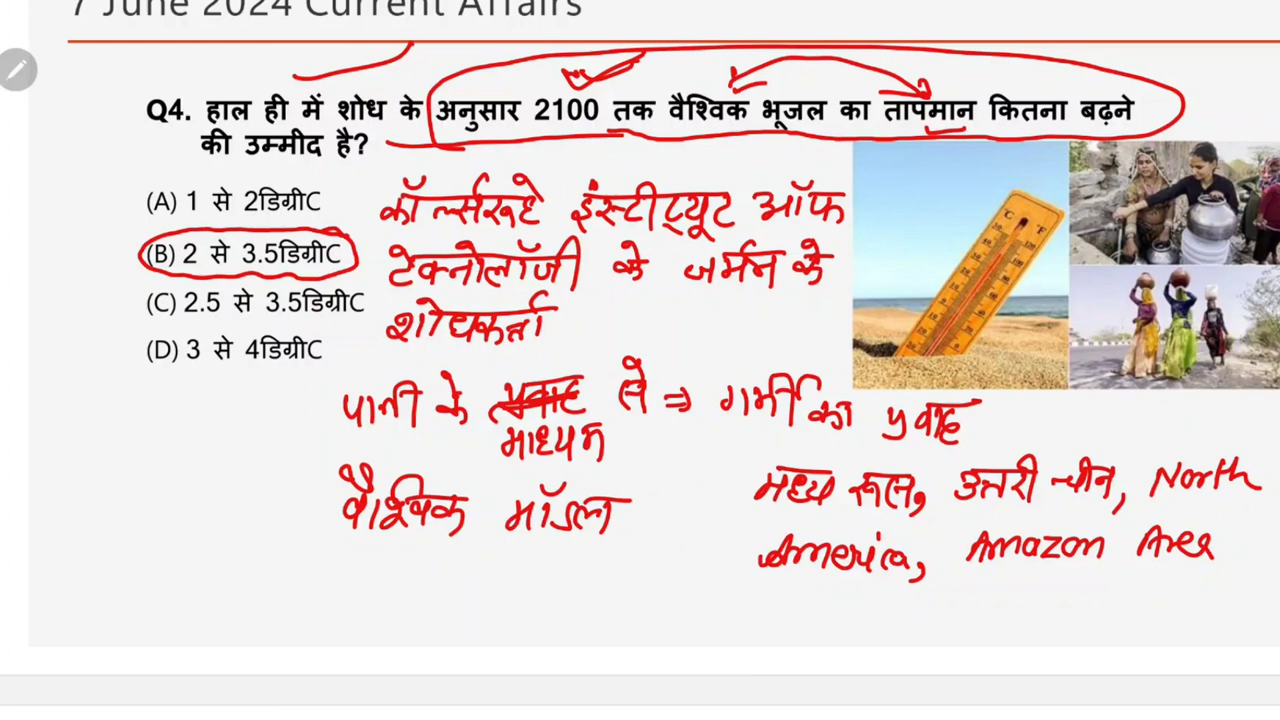 7 June 2024 Current Affairs
Q4. हाल ही में शोध के अनुसार 2100 तक वैश्विक भूजल का तापमान कितना बढ़ने
की उम्मीद है?
(A) 1 से 2डिग्रीC
(B) 2 से 3.5डिग्रीC
(C) 2.5 से 3.5डिग्रीC
(D) 3 से 4डिग्रीC
कॉर्ल्सरूहे इंस्टीट्यूट ऑफ
टेक्नोलॉजी के जर्मन के
शोधकर्ता
पानी के से ⇒ गर्मी का प्रवाह
माध्यम
वैश्विक मॉडल
मध्य रूस, उत्तरी चीन, North
America, Amazon Area
C F